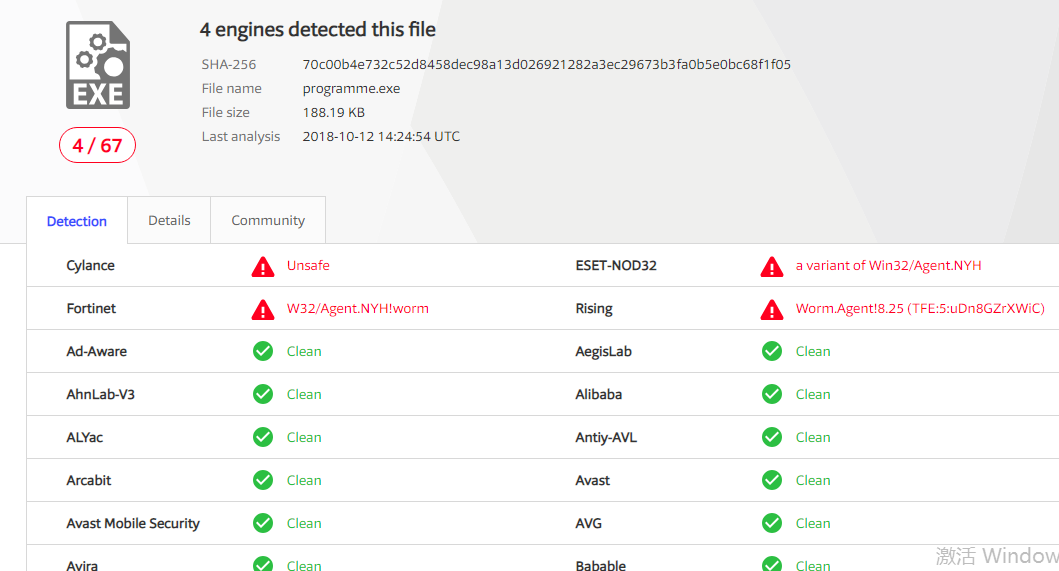 4 engines detected this file
SHA-256 70c00b4e732c52d8458dec98a13d026921282a3ec29673b3fa0b5e0bc68f1f05
File name programme.exe
File size 188.19 KB
Last analysis 2018-10-12 14:24:54 UTC
EXE
4 / 67
Detection Details Community
Cylance Unsafe ESET-NOD32 a variant of Win32/Agent.NYH
Fortinet W32/Agent.NYH!worm Rising Worm.Agent!8.25 (TFE:5:uDn8GZrXWiC)
Ad-Aware Clean AegisLab Clean
AhnLab-V3 Clean Alibaba Clean
ALYac Clean Antiy-AVL Clean
Arcabit Clean Avast Clean
Avast Mobile Security Clean AVG Clean
Avira Clean Babable Clean
激活 Window